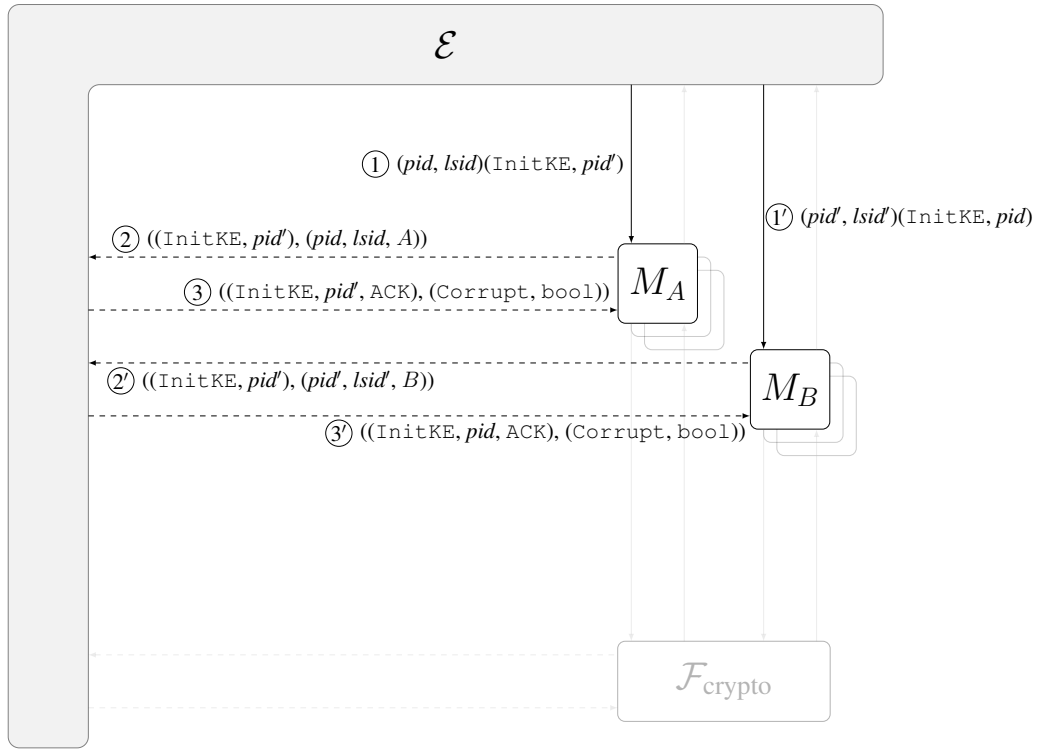 ℰ
① (pid, lsid)(InitKE, pid′)
①′ (pid′, lsid′)(InitKE, pid)
② ((InitKE, pid′), (pid, lsid, A))
M_A
③ ((InitKE, pid′, ACK), (Corrupt, bool))
②′ ((InitKE, pid′), (pid′, lsid′, B))
M_B
③′ ((InitKE, pid, ACK), (Corrupt, bool))
ℱ_crypto